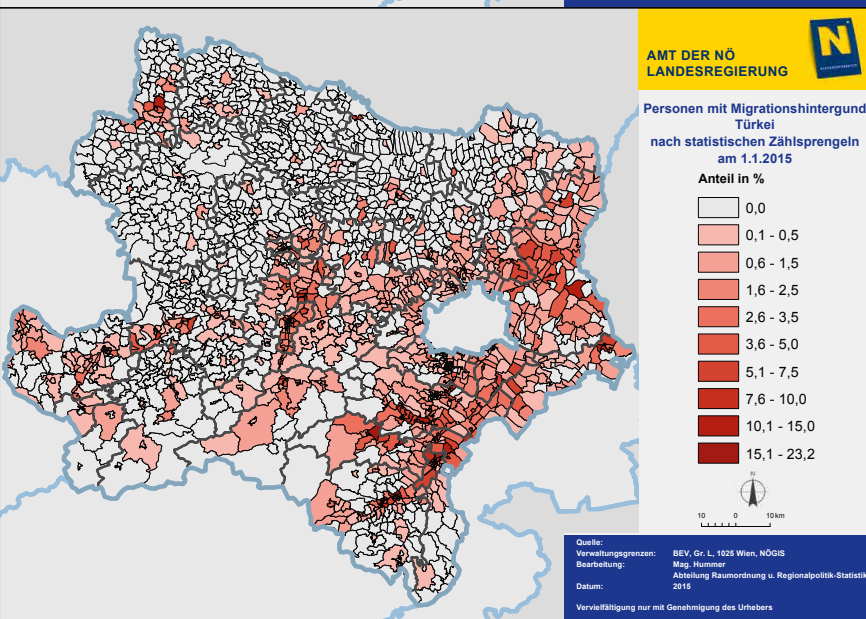 AMT DER NÖ
LANDESREGIERUNG
N
Personen mit Migrationshintergund
Türkei
nach statistischen Zählsprengeln
am 1.1.2015
Anteil in %
0,0
0,1 - 0,5
0,6 - 1,5
1,6 - 2,5
2,6 - 3,5
3,6 - 5,0
5,1 - 7,5
7,6 - 10,0
10,1 - 15,0
15,1 - 23,2
N
10 0 10 km
Quelle:
Verwaltungsgrenzen: BEV, Gr. L, 1025 Wien, NÖGIS
Bearbeitung: Mag. Hummer
Abteilung Raumordnung u. Regionalpolitik-Statistik
Datum: 2015
Vervielfältigung nur mit Genehmigung des Urhebers